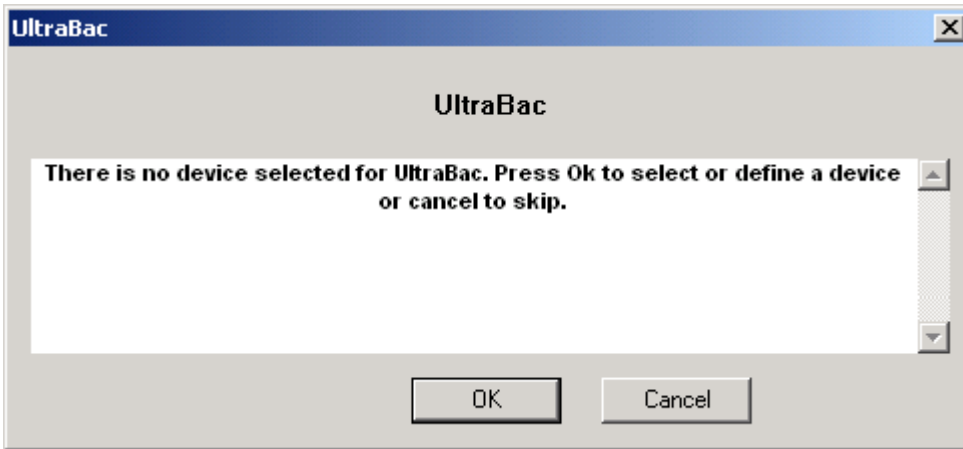 UltraBac
UltraBac
There is no device selected for UltraBac. Press Ok to select or define a device
or cancel to skip.
OK
Cancel